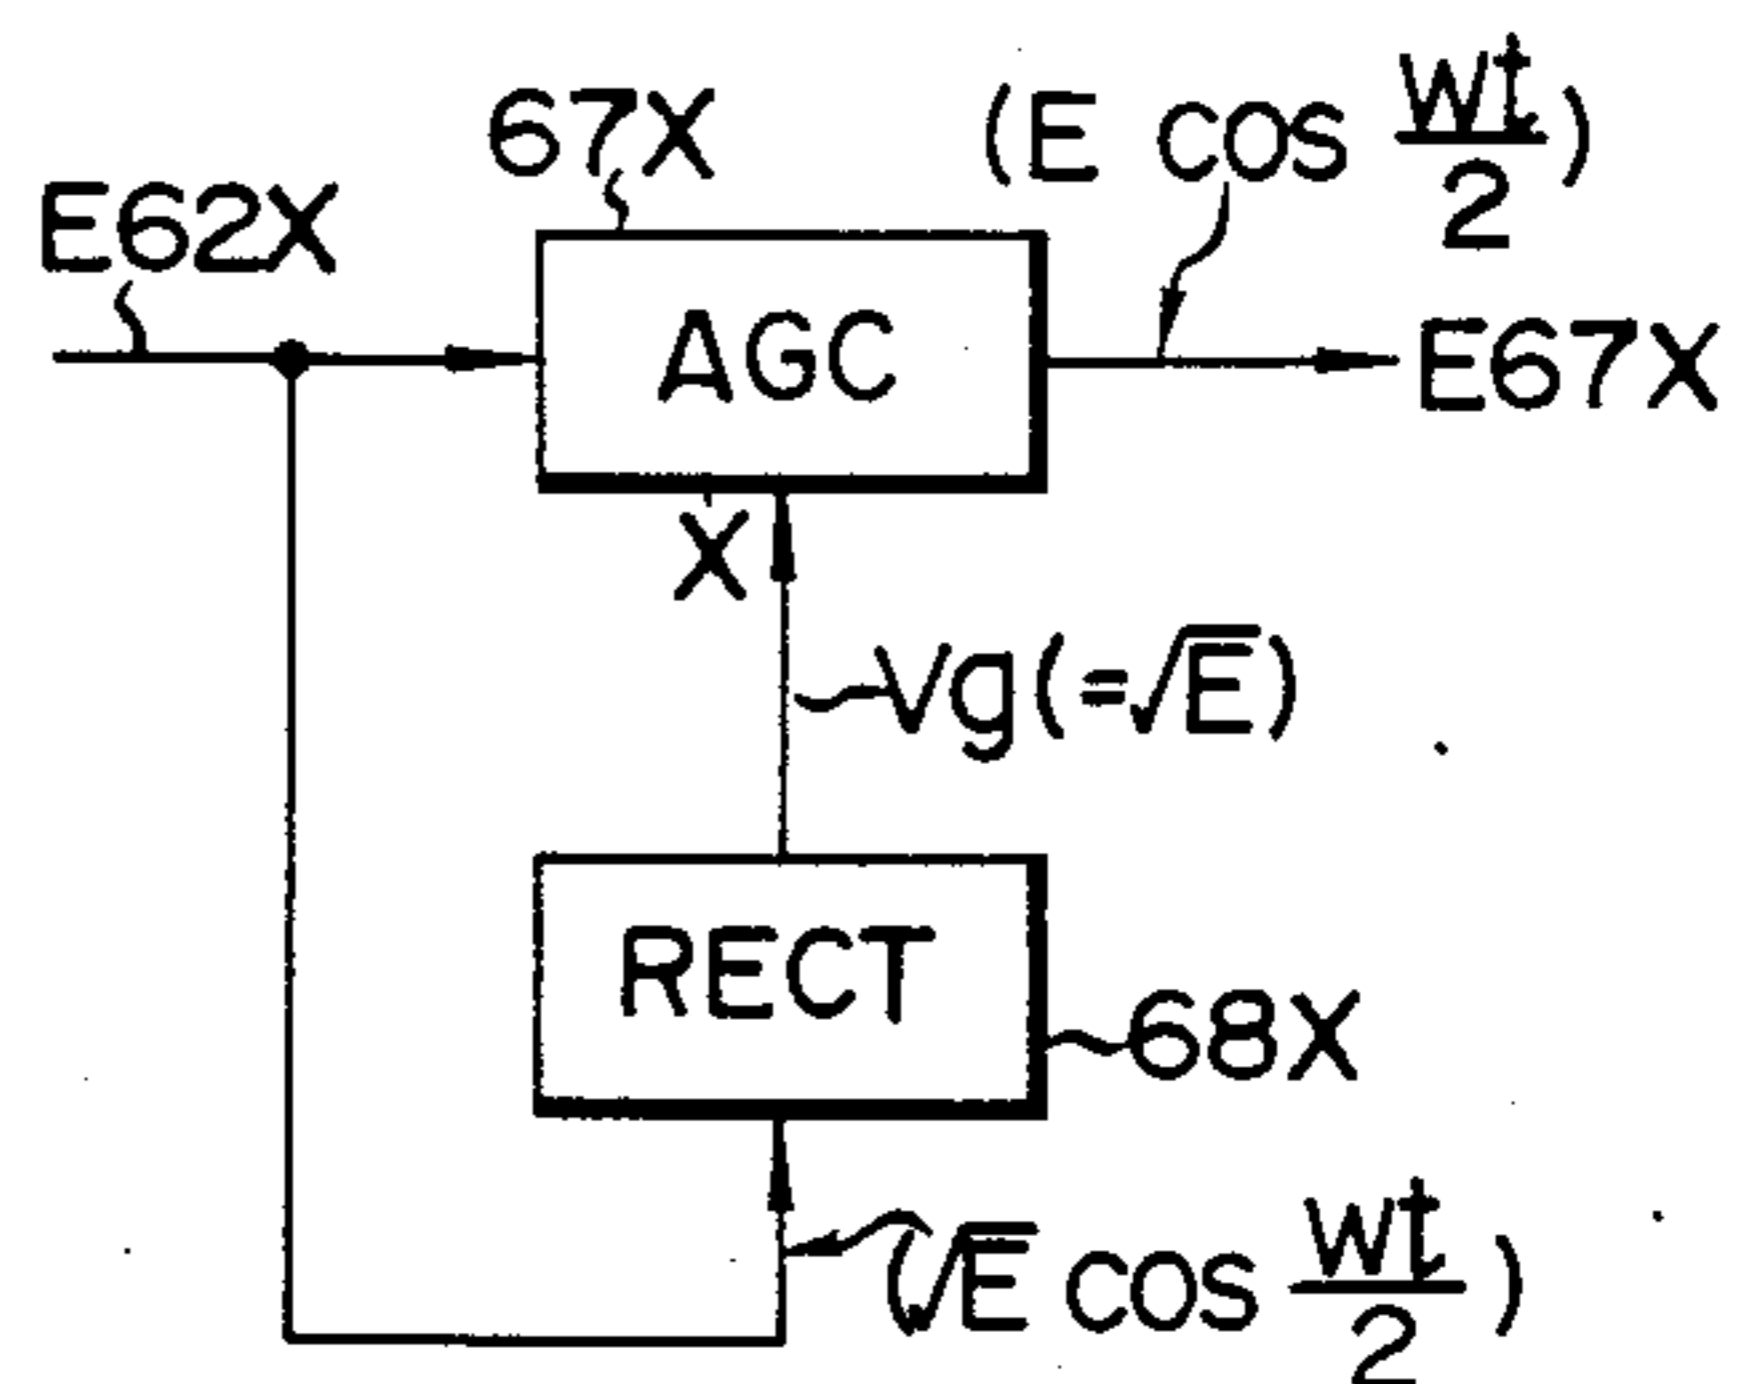 67X
(E COS Wt/2)
E62X
AGC
E67X
X
Vg(=√E)
RECT
68X
(√E COS Wt/2)